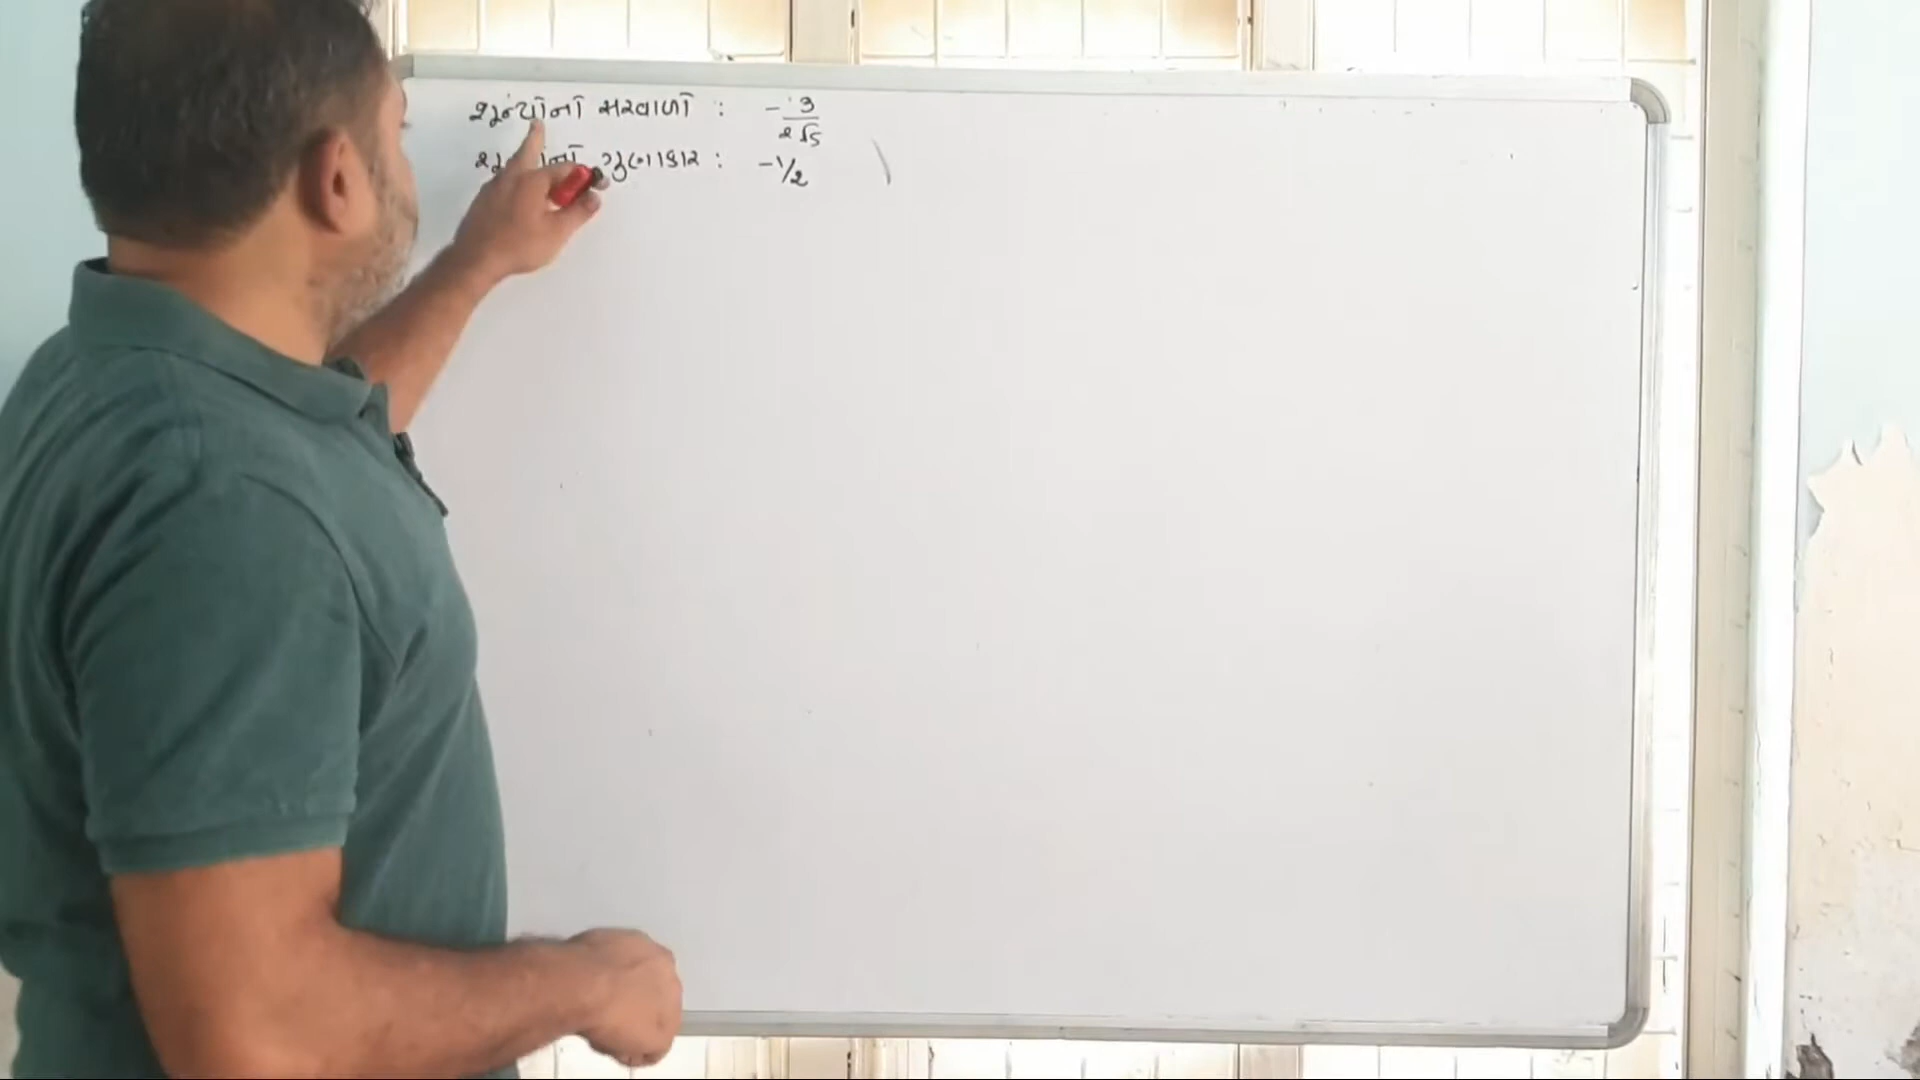 શૂન્યોનો સરવાળો : - 3/2√5
ગુણાકાર : -1/2